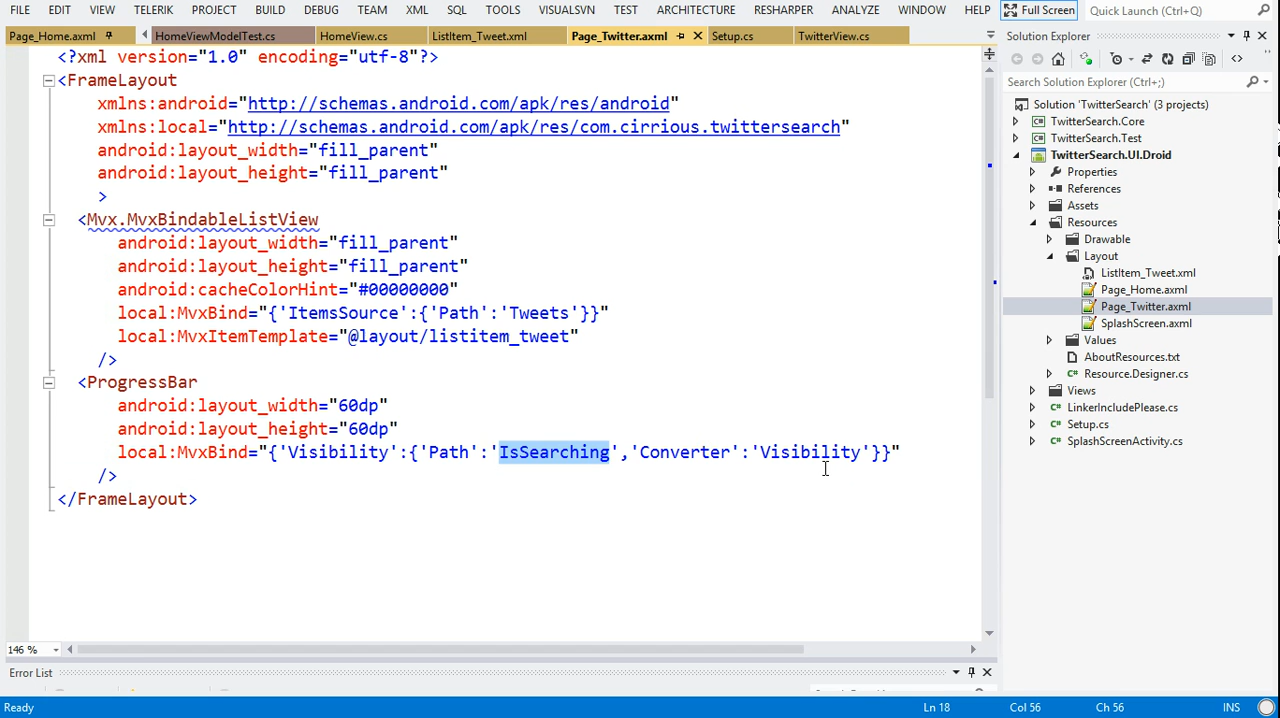 FILE EDIT VIEW TELERIK PROJECT BUILD DEBUG TEAM XML SQL TOOLS VISUALSVN TEST ARCHITECTURE RESHARPER ANALYZE WINDOW HELP Full Screen Quick Launch (Ctrl+Q)
Page_Home.axml HomeViewModelTest.cs HomeView.cs ListItem_Tweet.xml Page_Twitter.axml Setup.cs TwitterView.cs
<?xml version="1.0" encoding="utf-8"?>
<FrameLayout
xmlns:android="http://schemas.android.com/apk/res/android"
xmlns:local="http://schemas.android.com/apk/res/com.cirrious.twittersearch"
android:layout_width="fill_parent"
android:layout_height="fill_parent"
>
<Mvx.MvxBindableListView
android:layout_width="fill_parent"
android:layout_height="fill_parent"
android:cacheColorHint="#00000000"
local:MvxBind="{'ItemsSource':{'Path':'Tweets'}}"
local:MvxItemTemplate="@layout/listitem_tweet"
/>
<ProgressBar
android:layout_width="60dp"
android:layout_height="60dp"
local:MvxBind="{'Visibility':{'Path':'IsSearching','Converter':'Visibility'}}"
/>
</FrameLayout>
146 %
Error List
Solution Explorer
Search Solution Explorer (Ctrl+;)
Solution 'TwitterSearch' (3 projects)
TwitterSearch.Core
TwitterSearch.Test
TwitterSearch.UI.Droid
Properties
References
Assets
Resources
Drawable
Layout
ListItem_Tweet.xml
Page_Home.axml
Page_Twitter.axml
SplashScreen.axml
Values
AboutResources.txt
Resource.Designer.cs
Views
LinkerIncludePlease.cs
Setup.cs
SplashScreenActivity.cs
Ready Ln 18 Col 56 Ch 56 INS